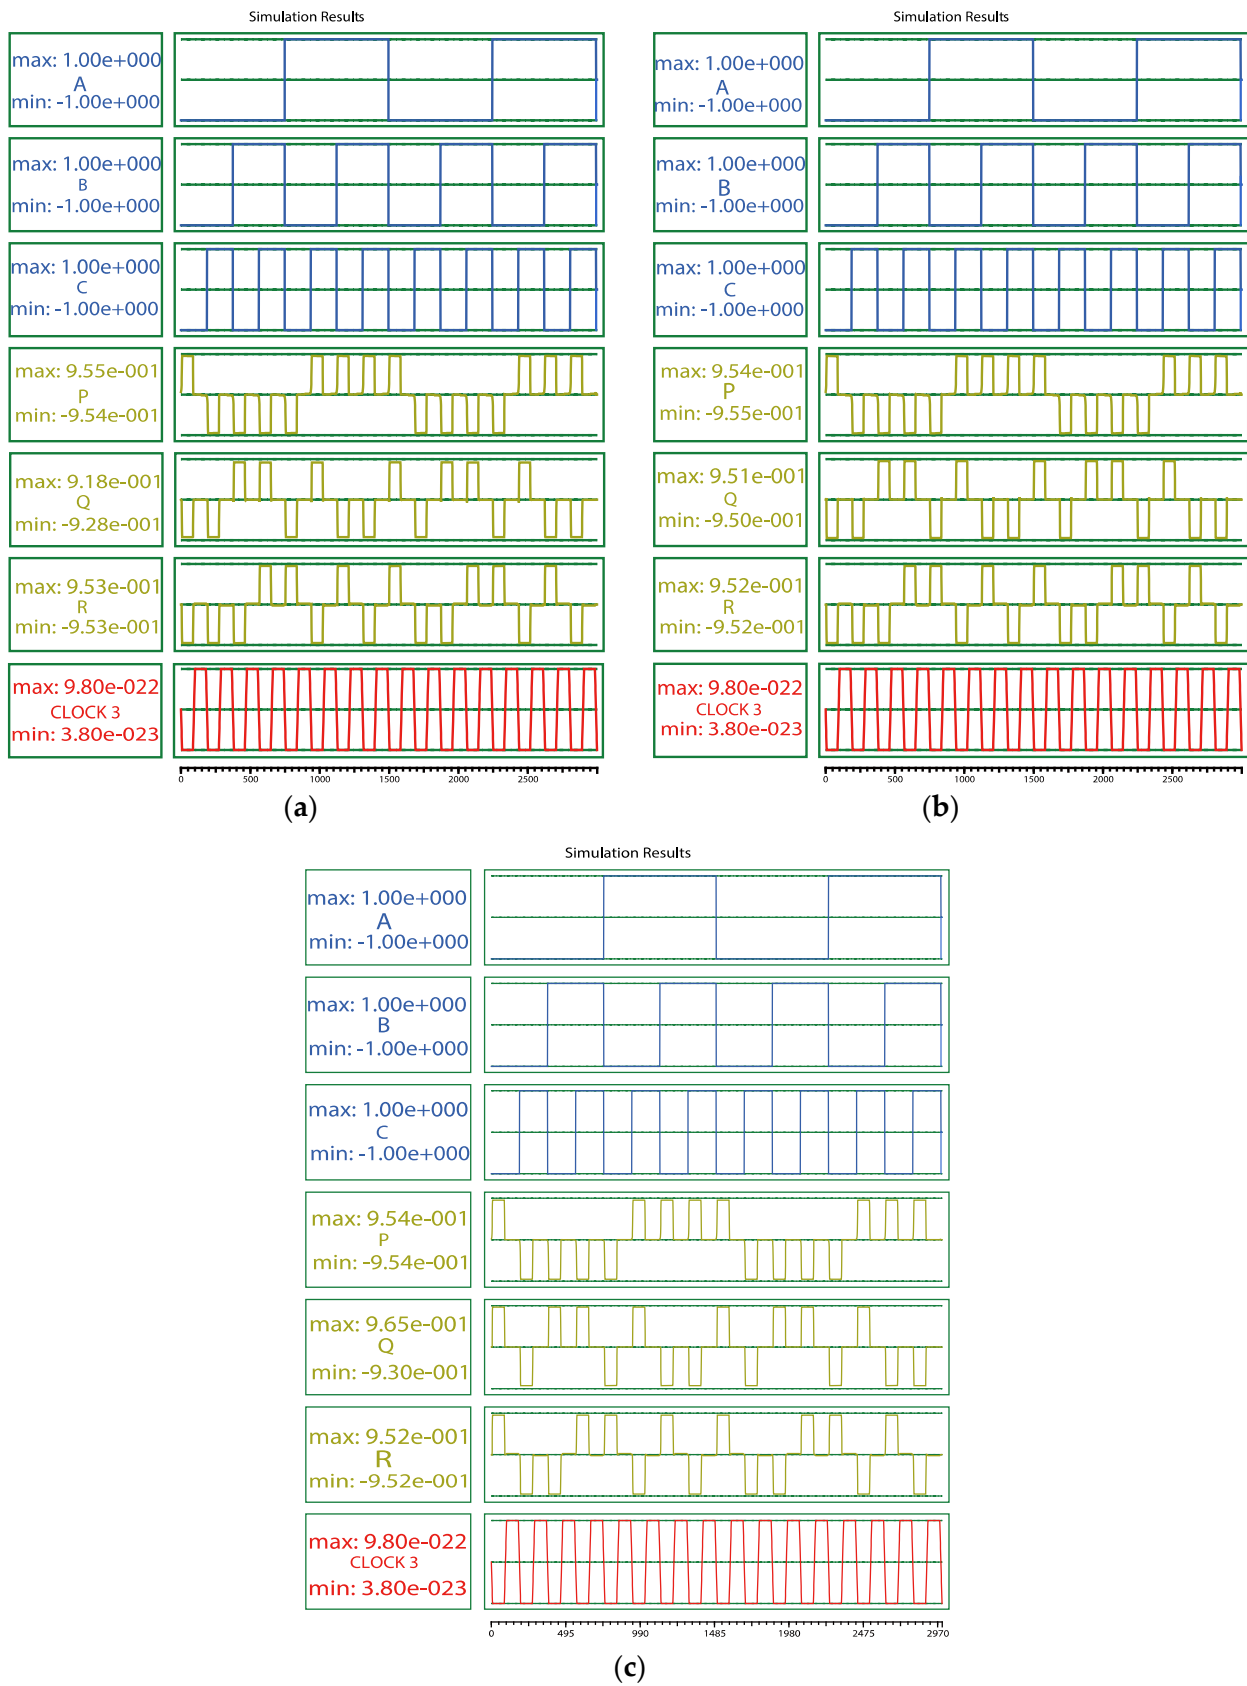 Simulation Results
max: 1.00e+000
A
min: -1.00e+000
max: 1.00e+000
B
min: -1.00e+000
max: 1.00e+000
C
min: -1.00e+000
max: 9.55e-001
P
min: -9.54e-001
max: 9.18e-001
Q
min: -9.28e-001
max: 9.53e-001
R
min: -9.53e-001
max: 9.80e-022
CLOCK 3
min: 3.80e-023
0 500 1000 1500 2000 2500
(a)
Simulation Results
max: 1.00e+000
A
min: -1.00e+000
max: 1.00e+000
B
min: -1.00e+000
max: 1.00e+000
C
min: -1.00e+000
max: 9.54e-001
P
min: -9.55e-001
max: 9.51e-001
Q
min: -9.50e-001
max: 9.52e-001
R
min: -9.52e-001
max: 9.80e-022
CLOCK 3
min: 3.80e-023
0 500 1000 1500 2000 2500
(b)
Simulation Results
max: 1.00e+000
A
min: -1.00e+000
max: 1.00e+000
B
min: -1.00e+000
max: 1.00e+000
C
min: -1.00e+000
max: 9.54e-001
P
min: -9.54e-001
max: 9.65e-001
Q
min: -9.30e-001
max: 9.52e-001
R
min: -9.52e-001
max: 9.80e-022
CLOCK 3
min: 3.80e-023
0 495 990 1485 1980 2475 2970
(c)